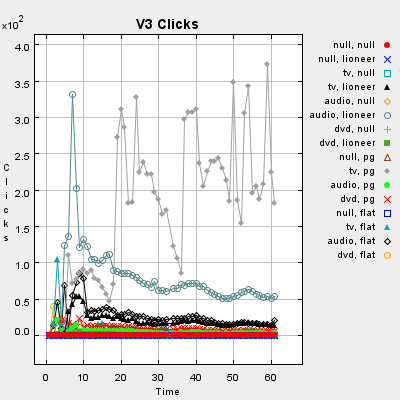 V3 Clicks
x10²
4.0
3.5
3.0
2.5
2.0
1.5
1.0
0.5
0.0
Clicks
0 10 20 30 40 50 60
Time
null, null
null, lioneer
tv, null
tv, lioneer
audio, null
audio, lioneer
dvd, null
dvd, lioneer
null, pg
tv, pg
audio, pg
dvd, pg
null, flat
tv, flat
audio, flat
dvd, flat